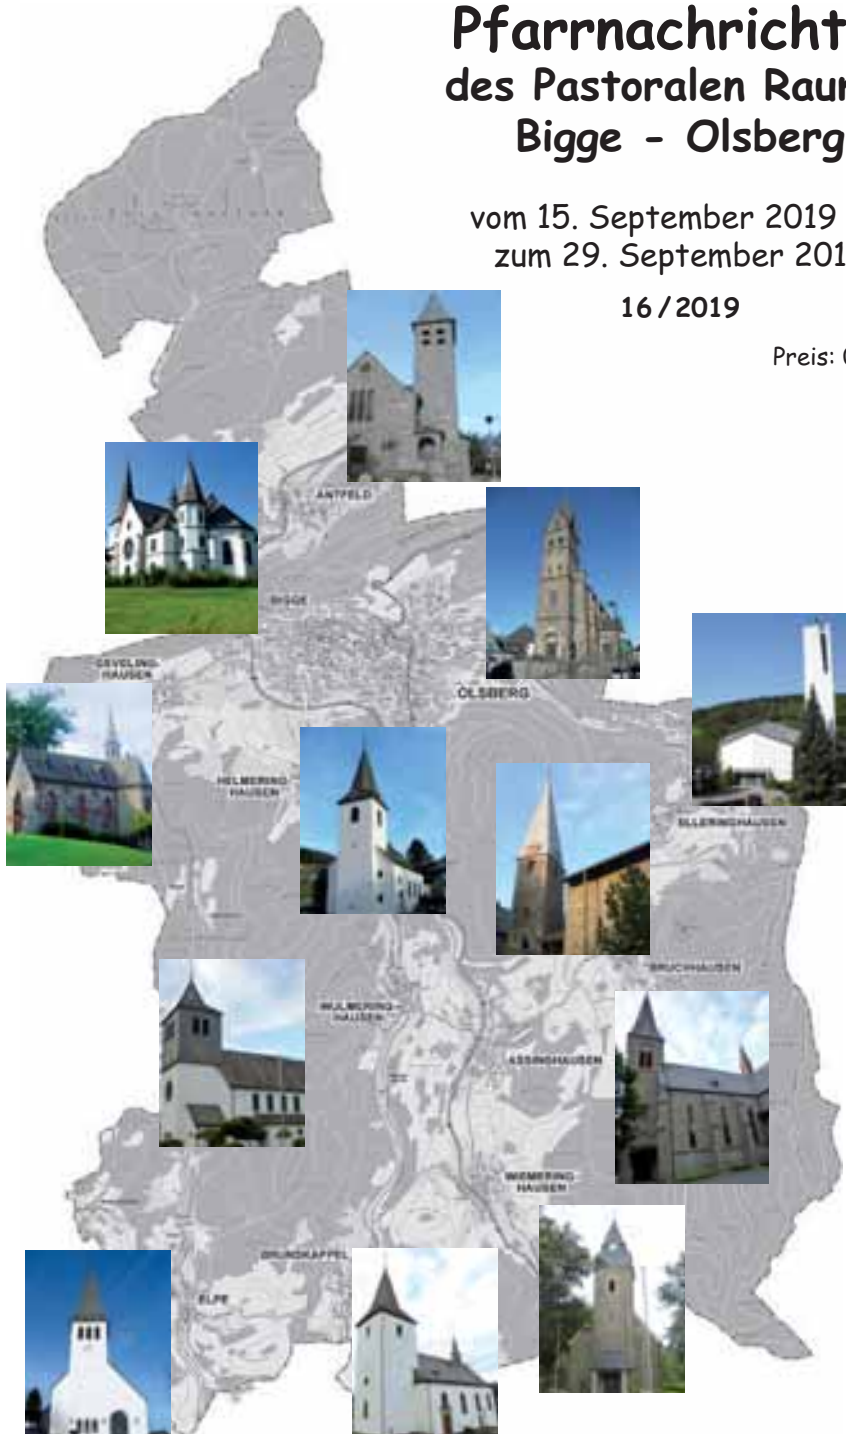 Pfarrnachricht
des Pastoralen Raur
Bigge - Olsberg
vom 15. September 2019
zum 29. September 201
16/2019
Preis:
ANTFELD
BIGGE
GEVELING-
HAUSEN
OLSBERG
HELMERING-
HAUSEN
ELLERINGHAUSEN
BRUCHHAUSEN
WULMERING-
HAUSEN
ASSINGHAUSEN
WIEMERING-
HAUSEN
BRUNSKAPPEL
ELPE